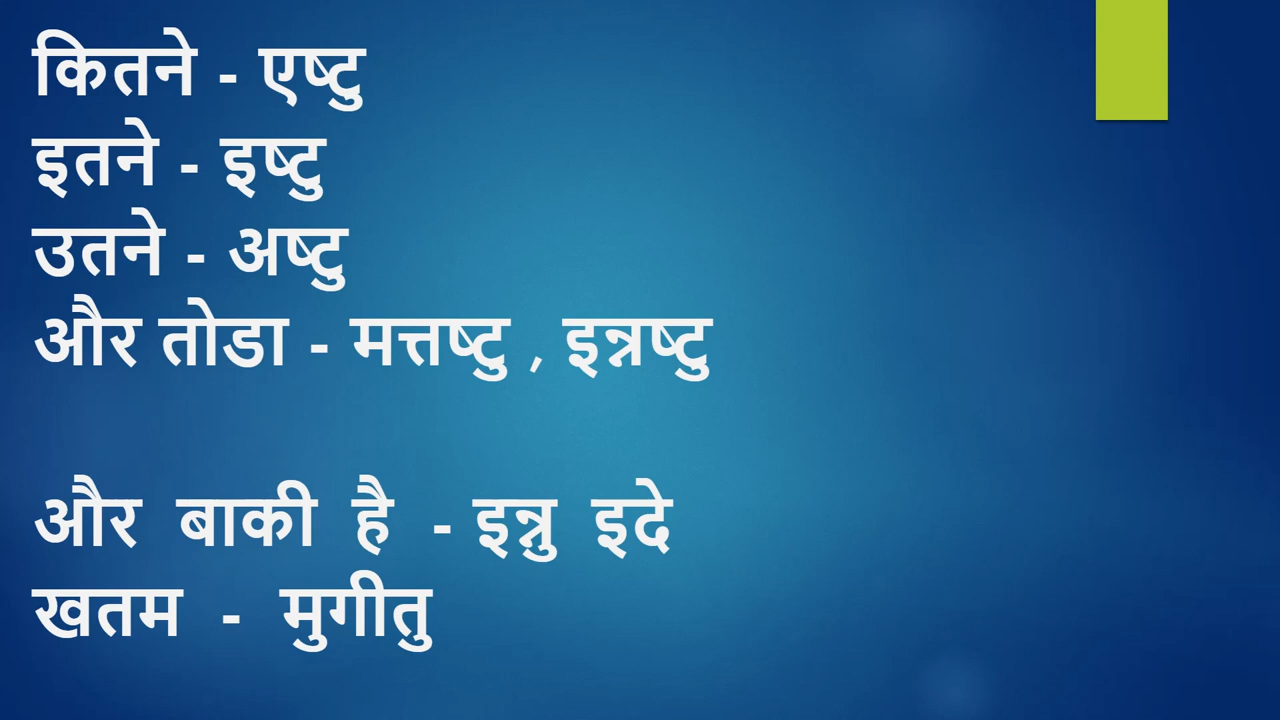 कितने - एष्टु
इतने - इष्टु
उतने - अष्टु
और तोडा - मत्तष्टु , इन्नष्टु
और बाकी है - इन्नु इदे
खतम - मुगीतु